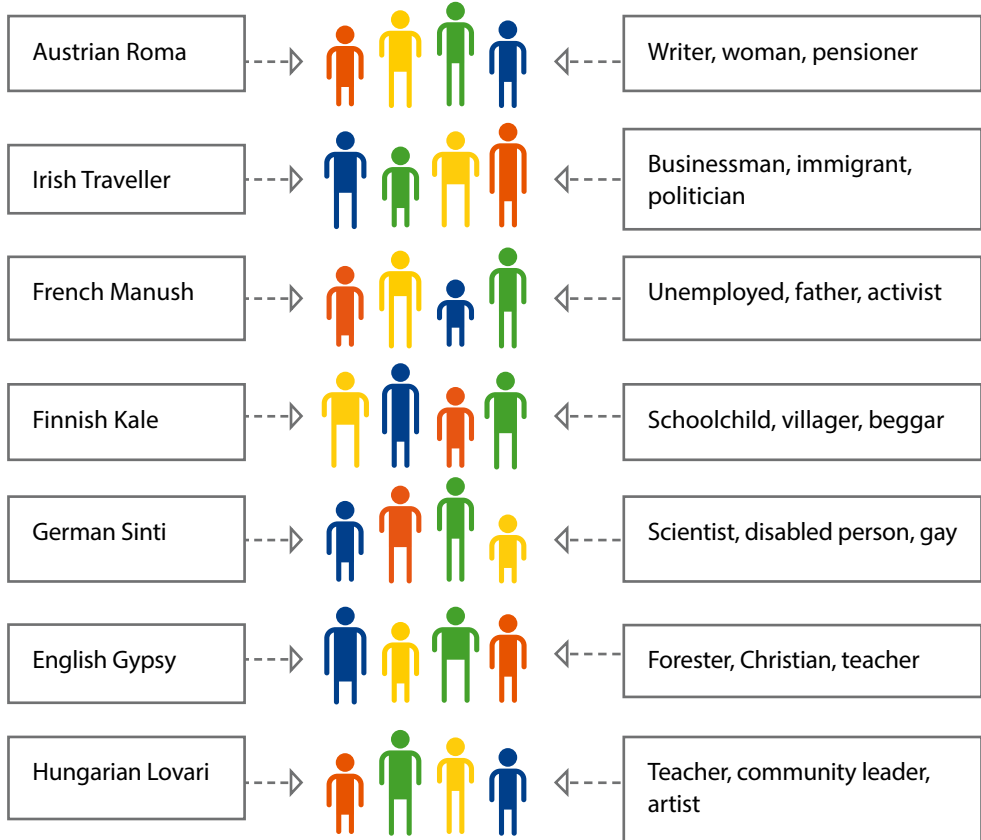 Austrian Roma
Writer, woman, pensioner
Irish Traveller
Businessman, immigrant,
politician
French Manush
Unemployed, father, activist
Finnish Kale
Schoolchild, villager, beggar
German Sinti
Scientist, disabled person, gay
English Gypsy
Forester, Christian, teacher
Hungarian Lovari
Teacher, community leader,
artist